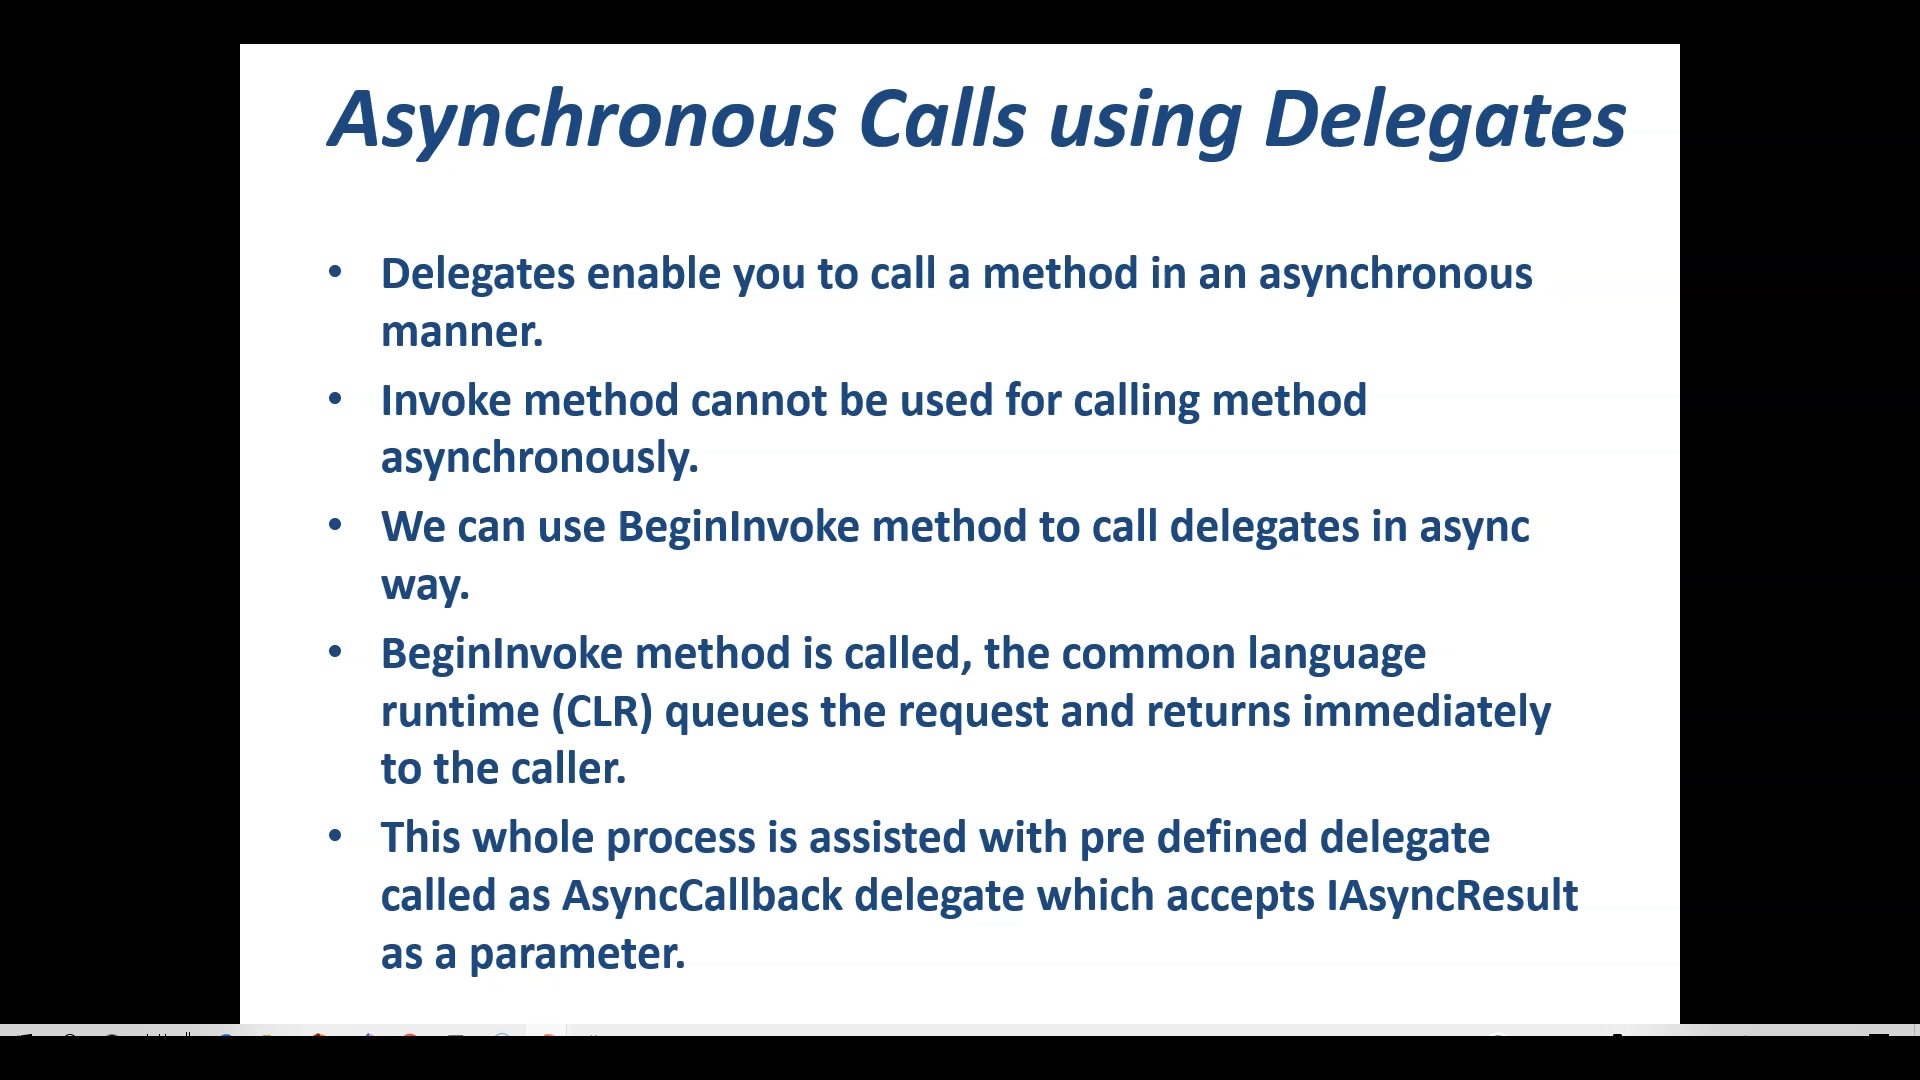 Asynchronous Calls using Delegates
• Delegates enable you to call a method in an asynchronous
manner.
• Invoke method cannot be used for calling method
asynchronously.
• We can use BeginInvoke method to call delegates in async
way.
• BeginInvoke method is called, the common language
runtime (CLR) queues the request and returns immediately
to the caller.
• This whole process is assisted with pre defined delegate
called as AsyncCallback delegate which accepts IAsyncResult
as a parameter.